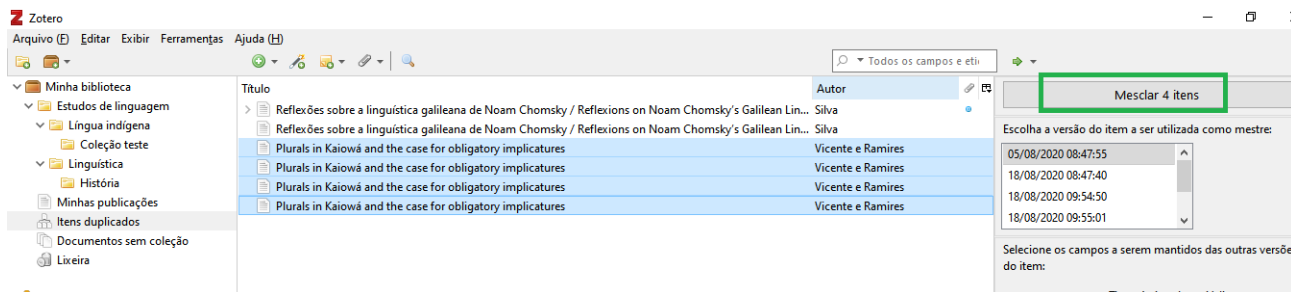 Zotero
Arquivo (F) Editar Exibir Ferramentas Ajuda (H)
Todos os campos e eti
Minha biblioteca
Estudos de linguagem
Língua indígena
Coleção teste
Linguística
História
Minhas publicações
Itens duplicados
Documentos sem coleção
Lixeira
Título Autor
Reflexões sobre a linguística galileana de Noam Chomsky / Reflexions on Noam Chomsky's Galilean Lin... Silva
Reflexões sobre a linguística galileana de Noam Chomsky / Reflexions on Noam Chomsky's Galilean Lin... Silva
Plurals in Kaiowá and the case for obligatory implicatures Vicente e Ramires
Plurals in Kaiowá and the case for obligatory implicatures Vicente e Ramires
Plurals in Kaiowá and the case for obligatory implicatures Vicente e Ramires
Plurals in Kaiowá and the case for obligatory implicatures Vicente e Ramires
Mesclar 4 itens
Escolha a versão do item a ser utilizada como mestre:
05/08/2020 08:47:55
18/08/2020 08:47:40
18/08/2020 09:54:50
18/08/2020 09:55:01
Selecione os campos a serem mantidos das outras versõe
do item: